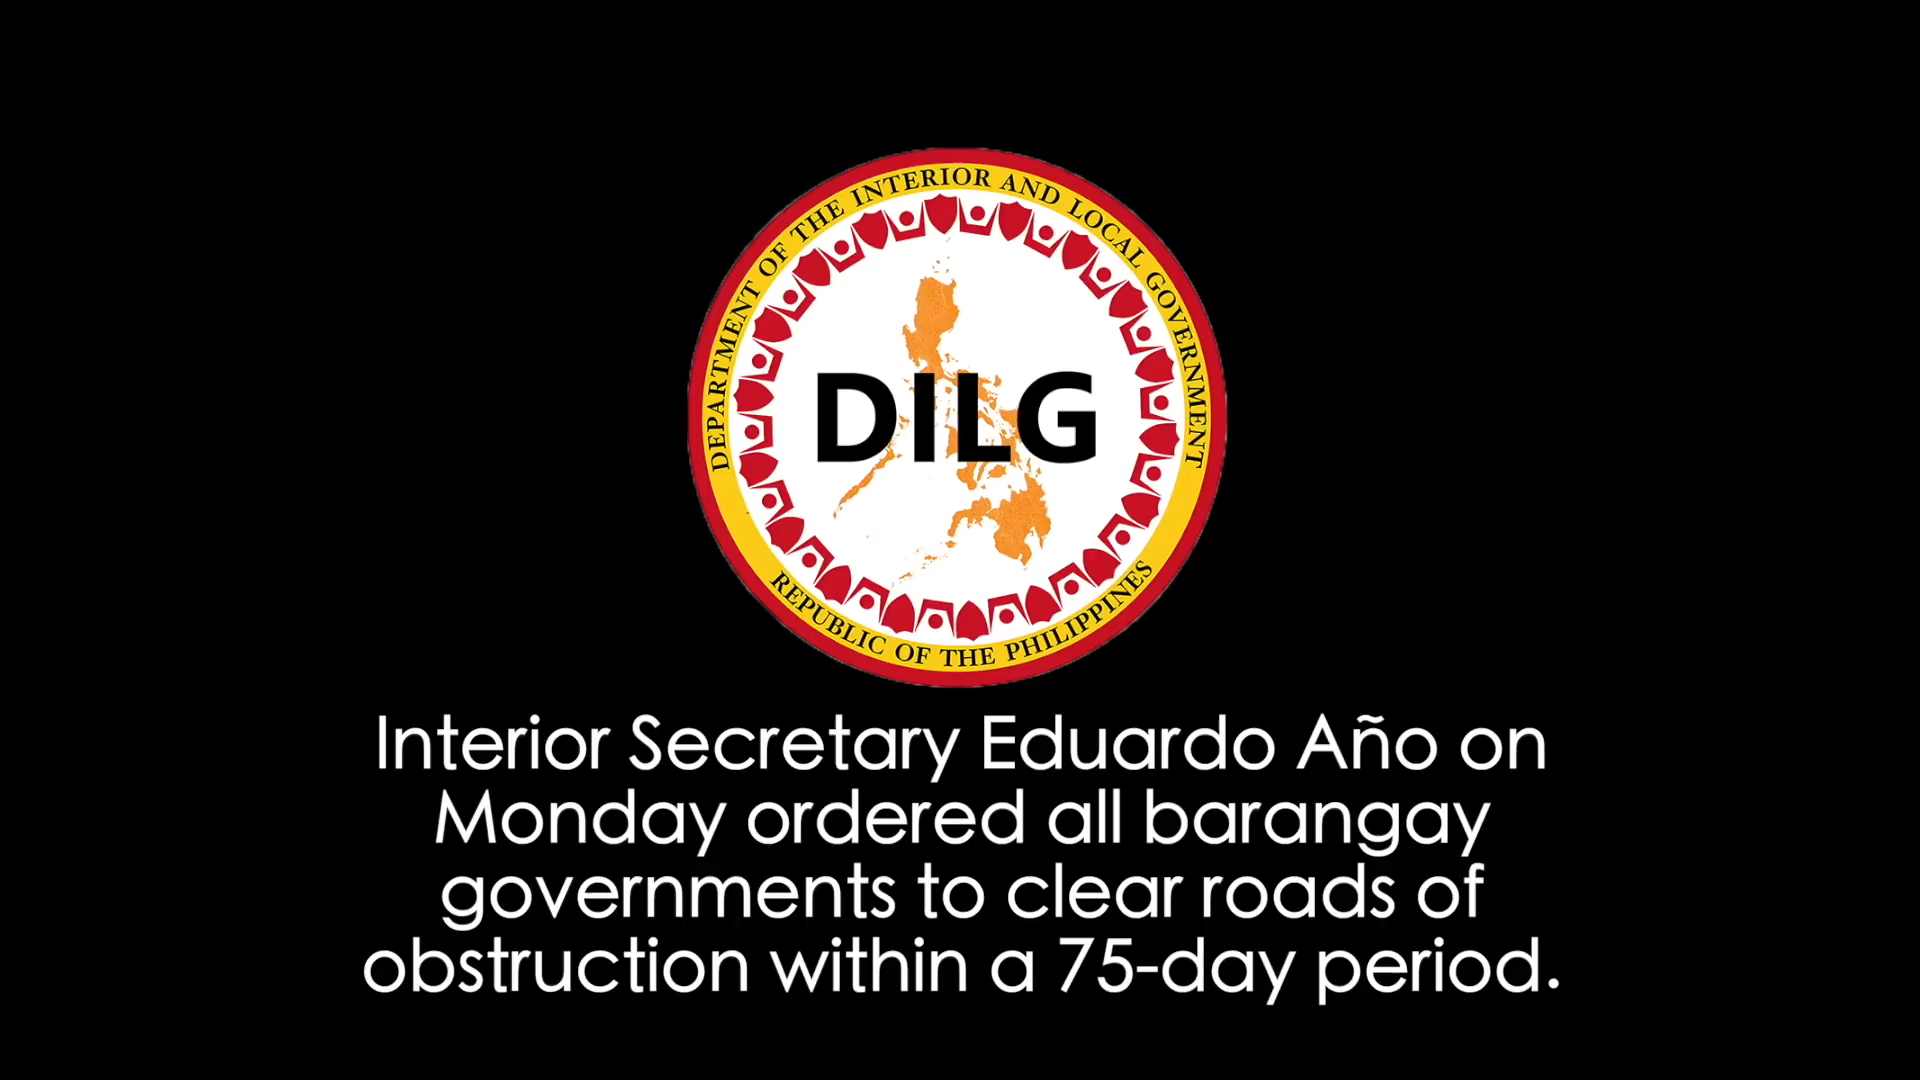 DEPARTMENT OF THE INTERIOR AND LOCAL GOVERNMENT
DILG
REPUBLIC OF THE PHILIPPINES
Interior Secretary Eduardo Año on
Monday ordered all barangay
governments to clear roads of
obstruction within a 75-day period.